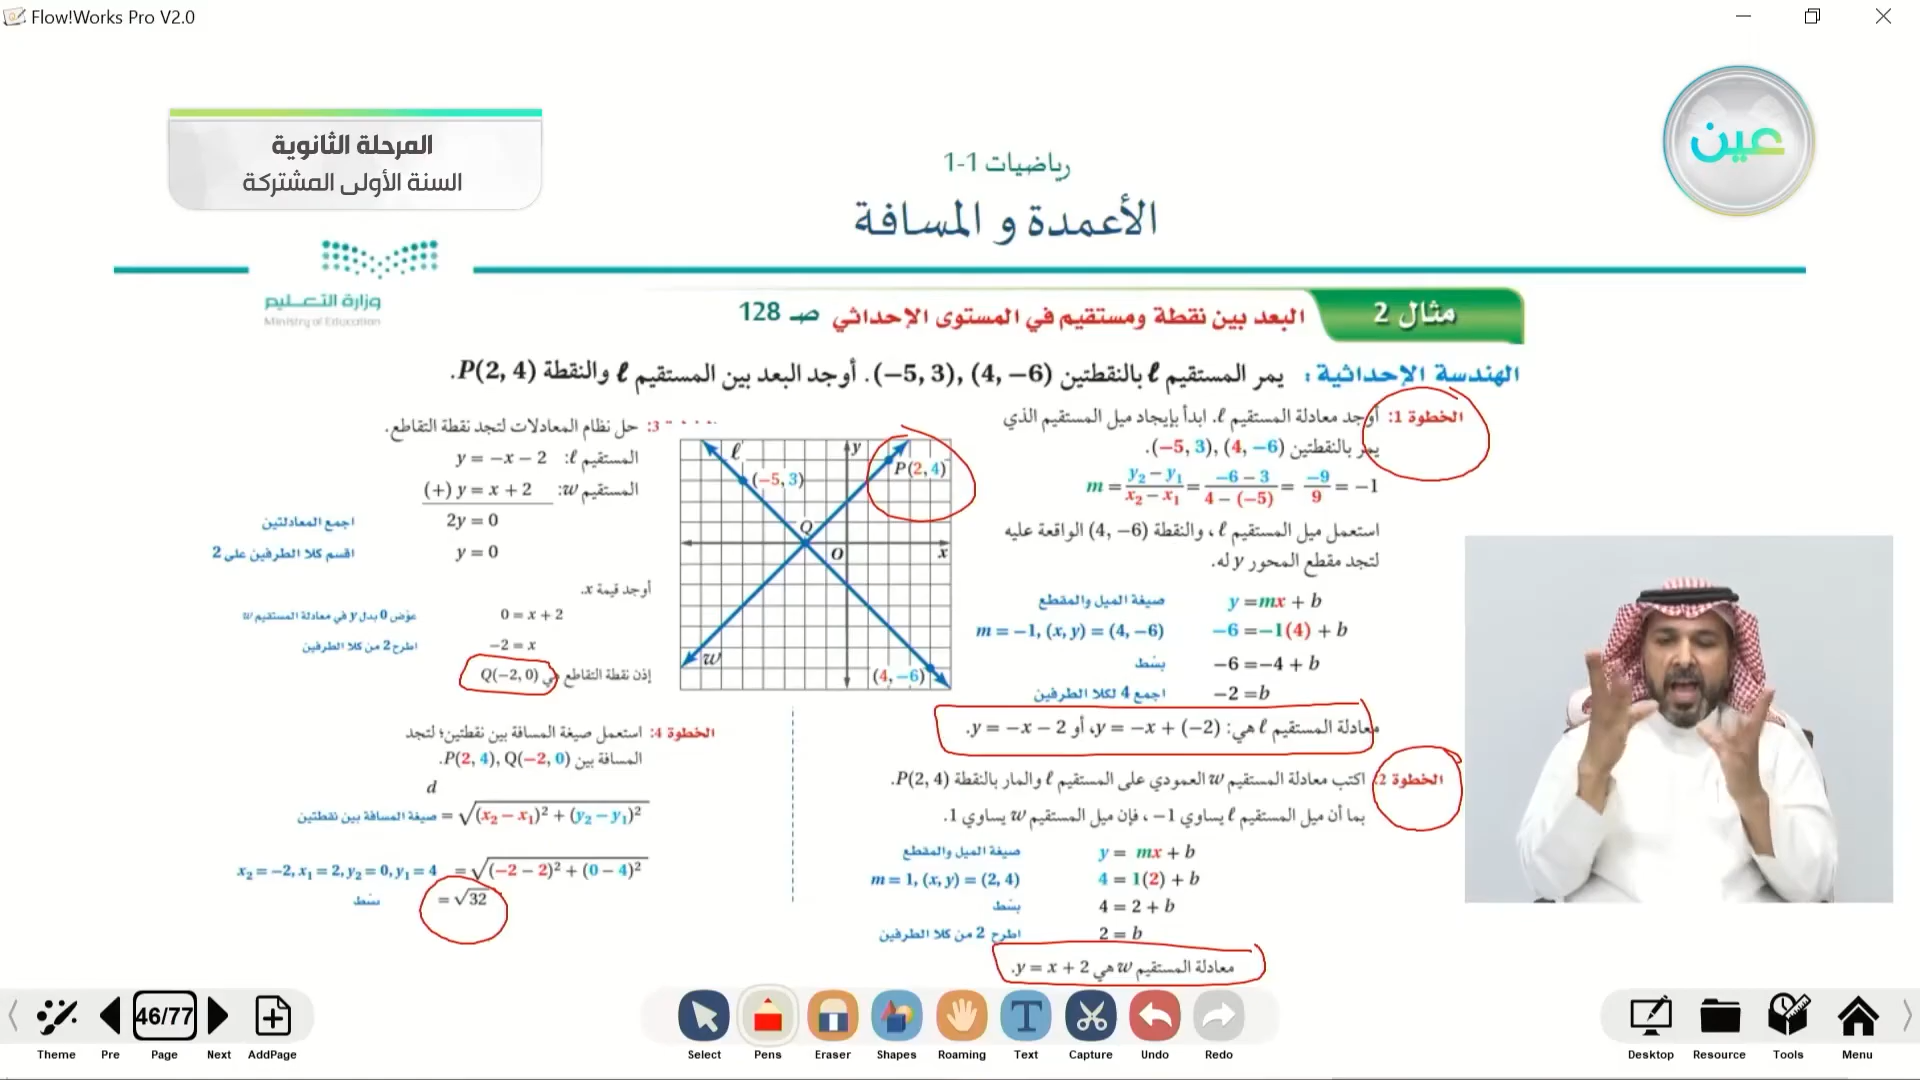 Flow!Works Pro V2.0
عين
المرحلة الثانوية
السنة الأولى المشتركة
رياضيات 1-1
الأعمدة و المسافة
وزارة التعليم
Ministry of Education
مثال 2
البعد بين نقطة ومستقيم في المستوى الإحداثي صـ 128
الهندسة الإحداثية : يمر المستقيم ℓ بالنقطتين (−5, 3), (4, −6). أوجد البعد بين المستقيم ℓ والنقطة P(2, 4).
الخطوة 1: أوجد معادلة المستقيم ℓ. ابدأ بإيجاد ميل المستقيم الذي
يمر بالنقطتين (−5, 3), (4, −6).
m = y₂ − y₁ / x₂ − x₁ = −6 − 3 / 4 − (−5) = −9 / 9 = −1
استعمل ميل المستقيم ℓ، والنقطة (4, −6) الواقعة عليه
لتجد مقطع المحور y له.
صيغة الميل والمقطع y = mx + b
m = −1, (x, y) = (4, −6) −6 = −1(4) + b
بسّط −6 = −4 + b
اجمع 4 لكلا الطرفين −2 = b
معادلة المستقيم ℓ هي: y = −x + (−2)، أو y = −x − 2.
الخطوة 2: اكتب معادلة المستقيم w العمودي على المستقيم ℓ والمار بالنقطة P(2, 4).
بما أن ميل المستقيم ℓ يساوي 1−، فإن ميل المستقيم w يساوي 1.
صيغة الميل والمقطع y = mx + b
m = 1, (x, y) = (2, 4) 4 = 1(2) + b
بسّط 4 = 2 + b
اطرح 2 من كلا الطرفين 2 = b
معادلة المستقيم w هي y = x + 2.
ℓ
y
P(2, 4)
(−5, 3)
Q
O
x
w
(4, −6)
3: حل نظام المعادلات لتجد نقطة التقاطع.
المستقيم ℓ: y = −x − 2
المستقيم w: (+) y = x + 2
اجمع المعادلتين 2y = 0
اقسم كلا الطرفين على 2 y = 0
أوجد قيمة x.
عوّض 0 بدل y في معادلة المستقيم w 0 = x + 2
اطرح 2 من كلا الطرفين −2 = x
إذن نقطة التقاطع هي Q(−2, 0)
الخطوة 4: استعمل صيغة المسافة بين نقطتين؛ لتجد
المسافة بين P(2, 4), Q(−2, 0).
d
صيغة المسافة بين نقطتين = √(x₂ − x₁)² + (y₂ − y₁)²
x₂ = −2, x₁ = 2, y₂ = 0, y₁ = 4 = √(−2 − 2)² + (0 − 4)²
بسّط = √32
46/77
Theme Pre Page Next AddPage
Select Pens Eraser Shapes Roaming Text Capture Undo Redo
Desktop Resource Tools Menu